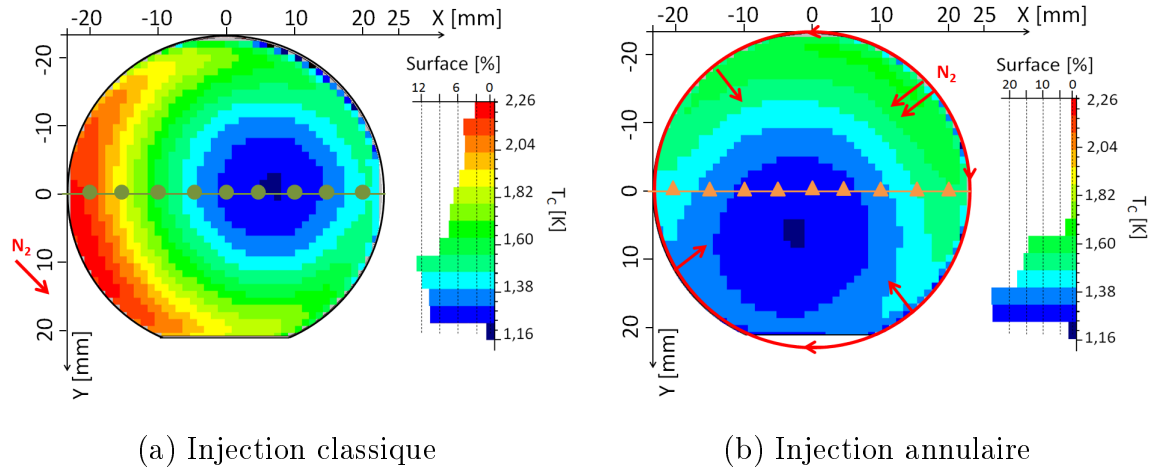 -20 -10 0 10 20 25 X [mm]
-20 -10 0 10 20 Y [mm]
N₂
Surface [%]
12 6 0
2,26
2,04
1,82
1,60
1,38
1,16
T_C [K]
(a) Injection classique
-20 -10 0 10 20 25 X [mm]
-20 -10 0 10 20 Y [mm]
N₂
Surface [%]
20 10 0
2,26
2,04
1,82
1,60
1,38
1,16
T_C [K]
(b) Injection annulaire